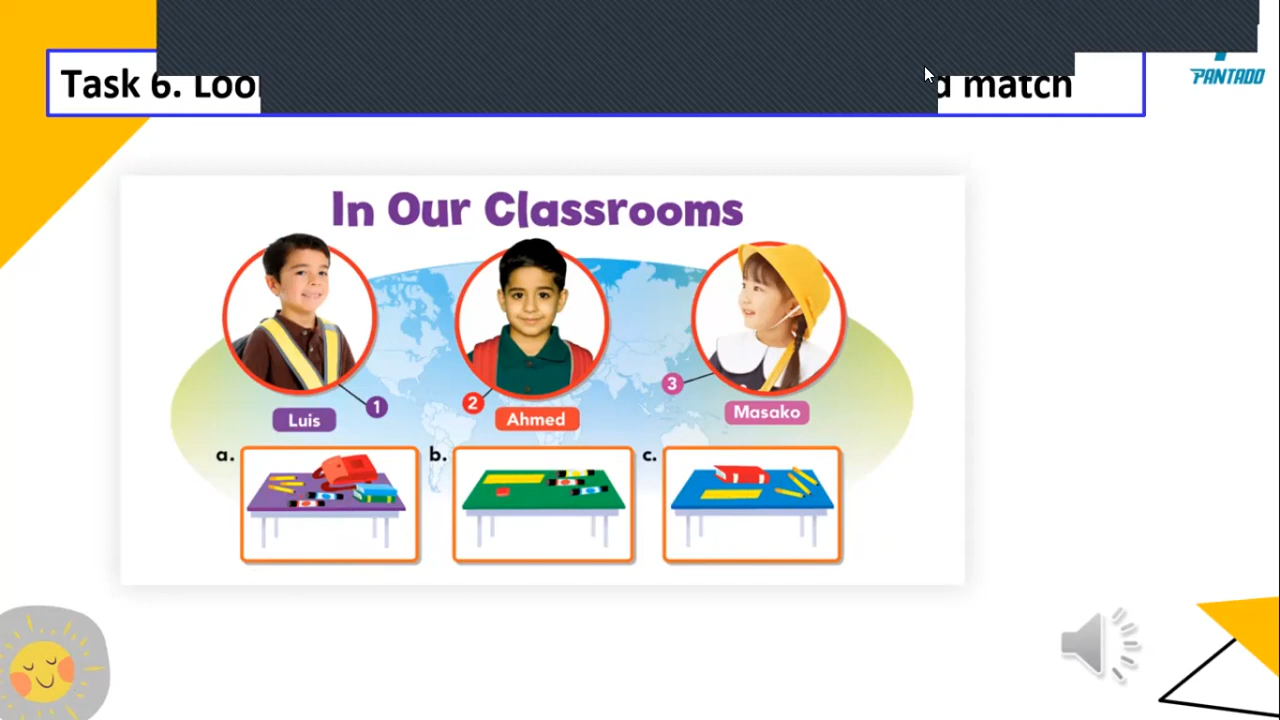 Task 6. Loo
d match
PANTADO
In Our Classrooms
1
2
3
Luis
Ahmed
Masako
a.
b.
c.